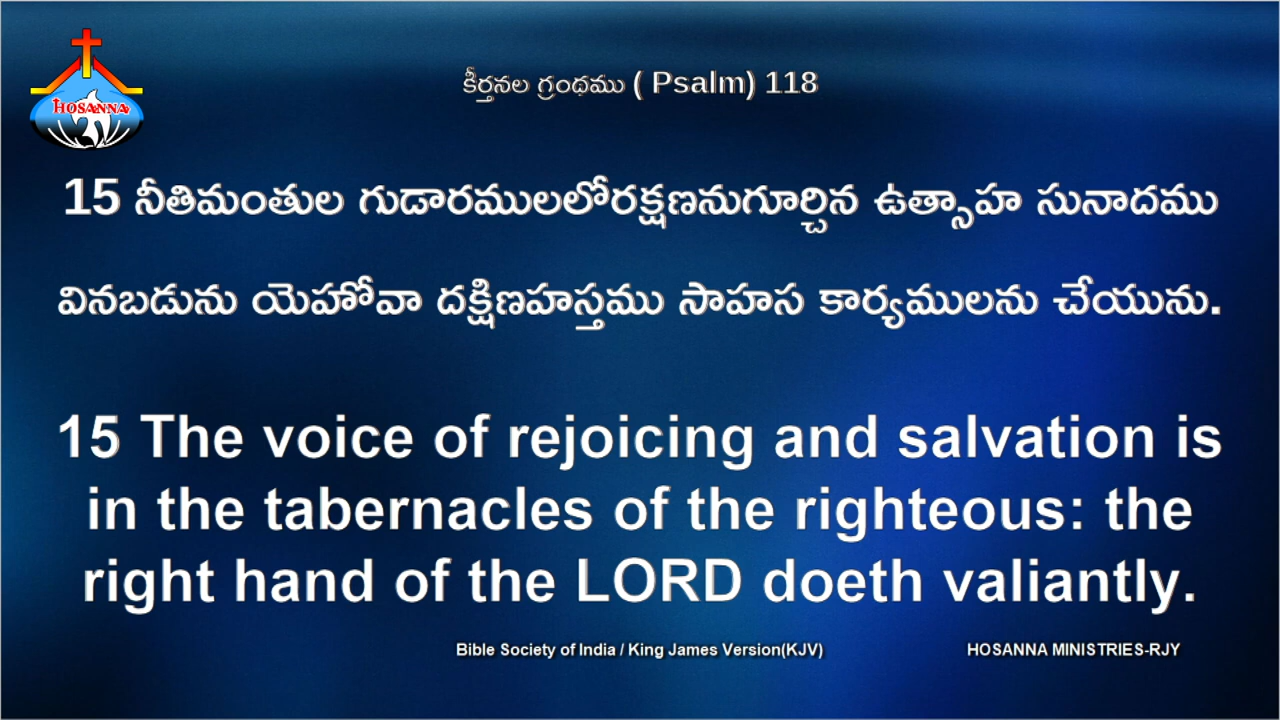 HOSANNA
కీర్తనల గ్రంథము ( Psalm) 118
15 నీతిమంతుల గుడారములలోరక్షణనుగూర్చిన ఉత్సాహ సునాదము
వినబడును యెహోవా దక్షిణహస్తము సాహస కార్యములను చేయును.
15 The voice of rejoicing and salvation is
in the tabernacles of the righteous: the
right hand of the LORD doeth valiantly.
Bible Society of India / King James Version(KJV) HOSANNA MINISTRIES-RJY